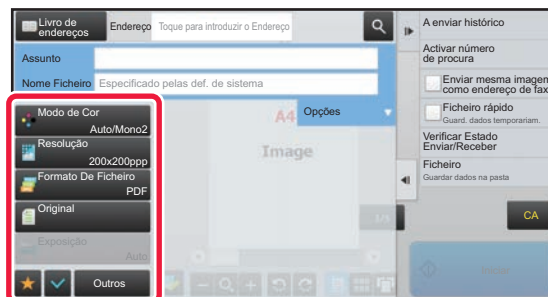 Livro de
endereços
Endereço
Toque para introduzir o Endereço
Assunto
Nome Ficheiro
Especificado pelas def. de sistema
Modo de Cor
Auto/Mono2
Resolução
200x200ppp
Formato De Ficheiro
PDF
Original
Exposição
Auto
Outros
A4
Opções
Image
1/5
A enviar histórico
Activar número
de procura
Enviar mesma imagem
como endereço de fax
Ficheiro rápido
Guard. dados temporariam.
Verificar Estado
Enviar/Receber
Ficheiro
Guardar dados na pasta
CA